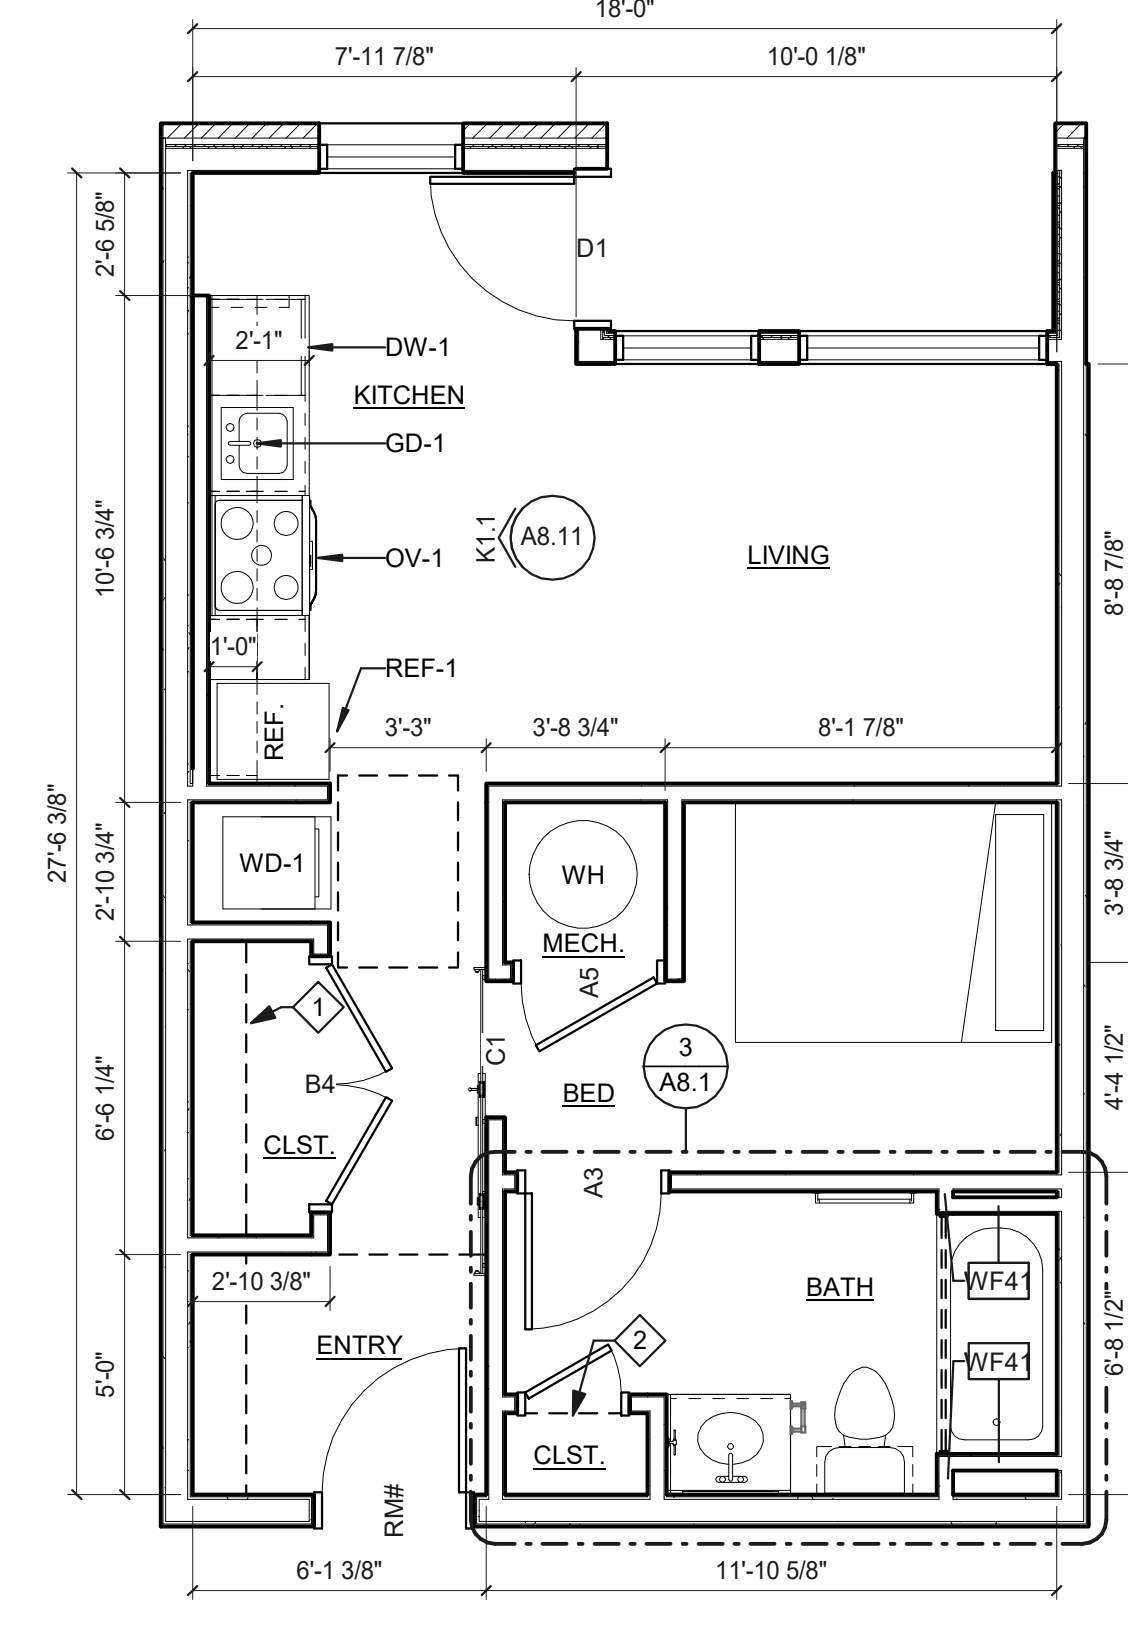 18'-0"
7'-11 7/8"
10'-0 1/8"
2'-6 5/8"
D1
2'-1"
DW-1
KITCHEN
GD-1
10'-6 3/4"
K1.1
A8.11
OV-1
LIVING
8'-8 7/8"
1'-0"
REF-1
REF.
3'-3"
3'-8 3/4"
8'-1 7/8"
27'-6 3/8"
2'-10 3/4"
WD-1
WH
3'-8 3/4"
MECH.
A5
1
C1
3
A8.1
4'-4 1/2"
B4
BED
6'-6 1/4"
CLST.
A3
2'-10 3/8"
BATH
WF41
6'-8 1/2"
ENTRY
2
WF41
5'-0"
CLST.
RM#
6'-1 3/8"
11'-10 5/8"